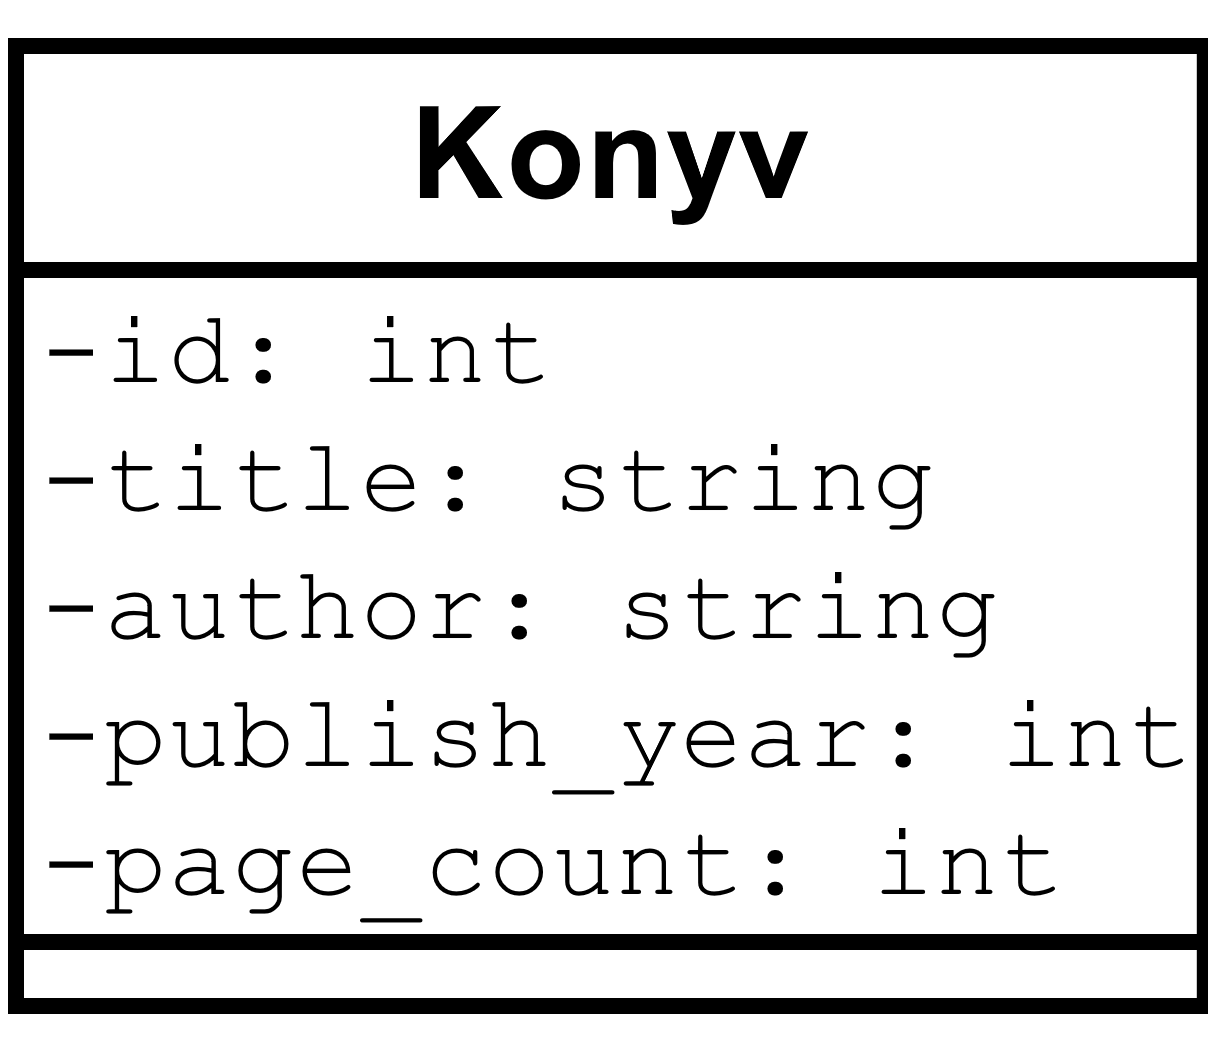 Konyv
-id: int
-title: string
-author: string
-publish_year: int
-page_count: int